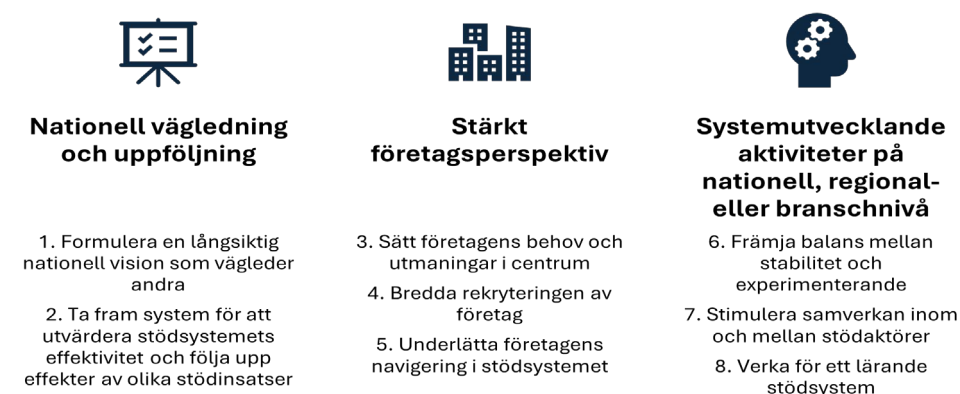 Nationell vägledning
och uppföljning
1. Formulera en långsiktig
nationell vision som vägleder
andra
2. Ta fram system för att
utvärdera stödsystemets
effektivitet och följa upp
effekter av olika stödinsatser
Stärkt
företagsperspektiv
3. Sätt företagens behov och
utmaningar i centrum
4. Bredda rekryteringen av
företag
5. Underlätta företagens
navigering i stödsystemet
Systemutvecklande
aktiviteter på
nationell, regional-
eller branschnivå
6. Främja balans mellan
stabilitet och
experimenterande
7. Stimulera samverkan inom
och mellan stödaktörer
8. Verka för ett lärande
stödsystem